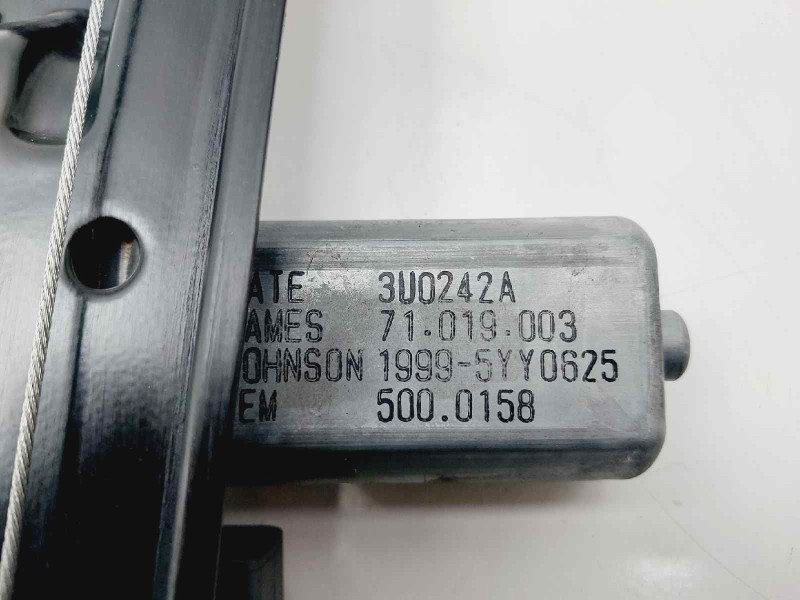 ATE 3U0242A
AMES 71.019.003
OHNSON 1999-5YY0625
EM 500.0158